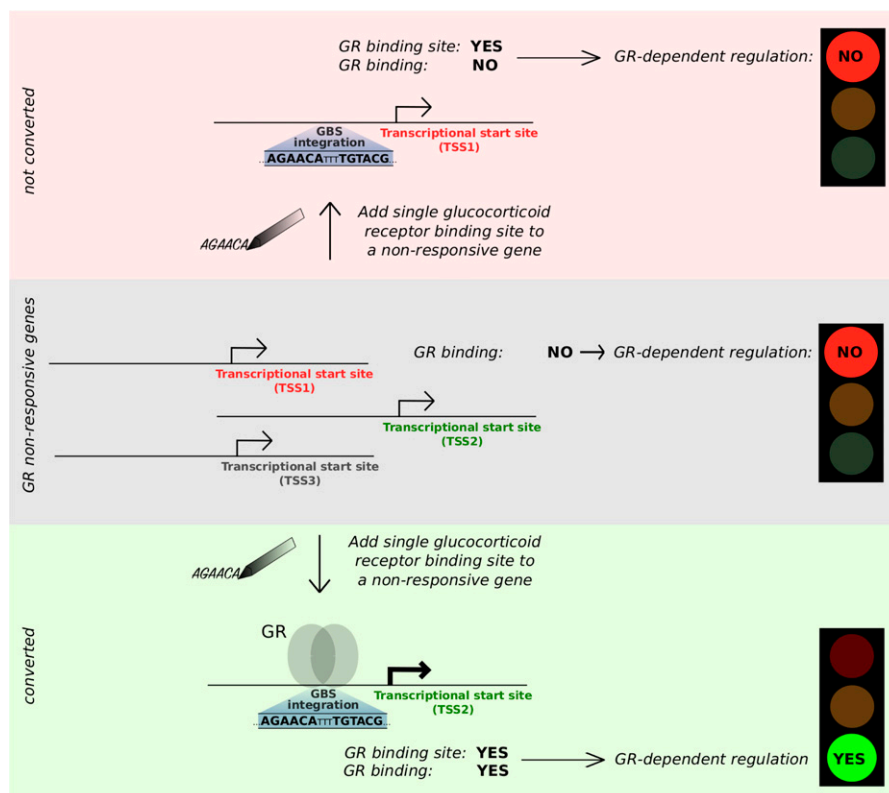 not converted
GR binding site: YES
GR binding: NO
GR-dependent regulation:
NO
GBS
integration
...AGAACATTTTGTACG...
Transcriptional start site
(TSS1)
AGAACA
Add single glucocorticoid
receptor binding site to
a non-responsive gene
GR non-responsive genes
Transcriptional start site
(TSS1)
GR binding: NO
GR-dependent regulation:
NO
Transcriptional start site
(TSS2)
Transcriptional start site
(TSS3)
AGAACA
Add single glucocorticoid
receptor binding site to
a non-responsive gene
converted
GR
GBS
integration
...AGAACATTTTGTACG...
Transcriptional start site
(TSS2)
GR binding site: YES
GR binding: YES
GR-dependent regulation
YES